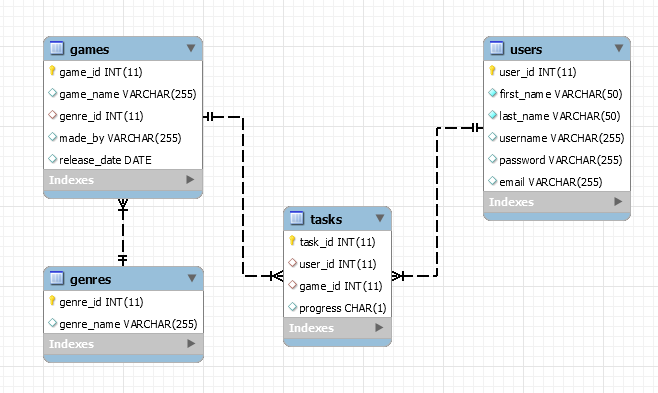 games
game_id INT(11)
game_name VARCHAR(255)
genre_id INT(11)
made_by VARCHAR(255)
release_date DATE
Indexes
users
user_id INT(11)
first_name VARCHAR(50)
last_name VARCHAR(50)
username VARCHAR(255)
password VARCHAR(255)
email VARCHAR(255)
Indexes
tasks
task_id INT(11)
user_id INT(11)
game_id INT(11)
progress CHAR(1)
Indexes
genres
genre_id INT(11)
genre_name VARCHAR(255)
Indexes